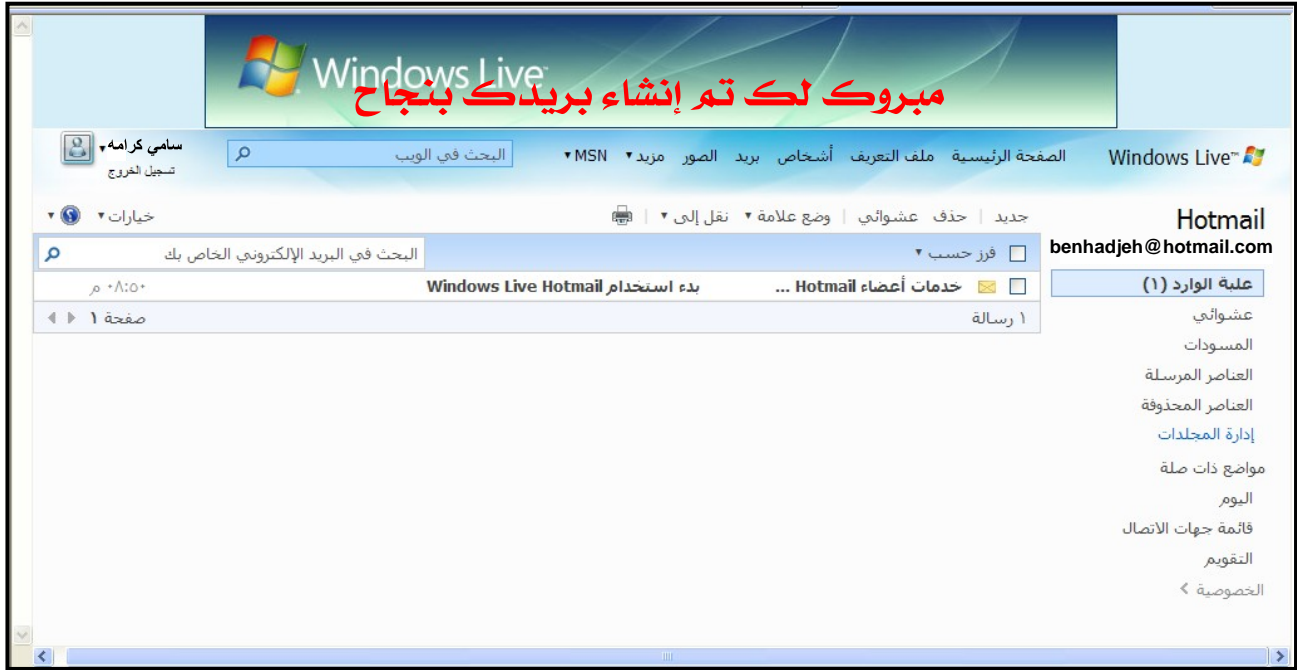 Windows Live™
مبروك لك تم إنشاء بريدك بنجاح
Windows Live™ الصفحة الرئيسية ملف التعريف أشخاص بريد الصور مزيد MSN البحث في الويب سامي كرامه
تسجيل الخروج
Hotmail جديد | حذف عشوائي | وضع علامة نقل إلى | خيارات
benhadjeh@hotmail.com فرز حسب البحث في البريد الإلكتروني الخاص بك
علبة الوارد (١) خدمات أعضاء Hotmail ... بدء استخدام Windows Live Hotmail ٠٨:٥٠ م
١ رسالة صفحة ١
عشوائي
المسودات
العناصر المرسلة
العناصر المحذوفة
إدارة المجلدات
مواضع ذات صلة
اليوم
قائمة جهات الاتصال
التقويم
الخصوصية